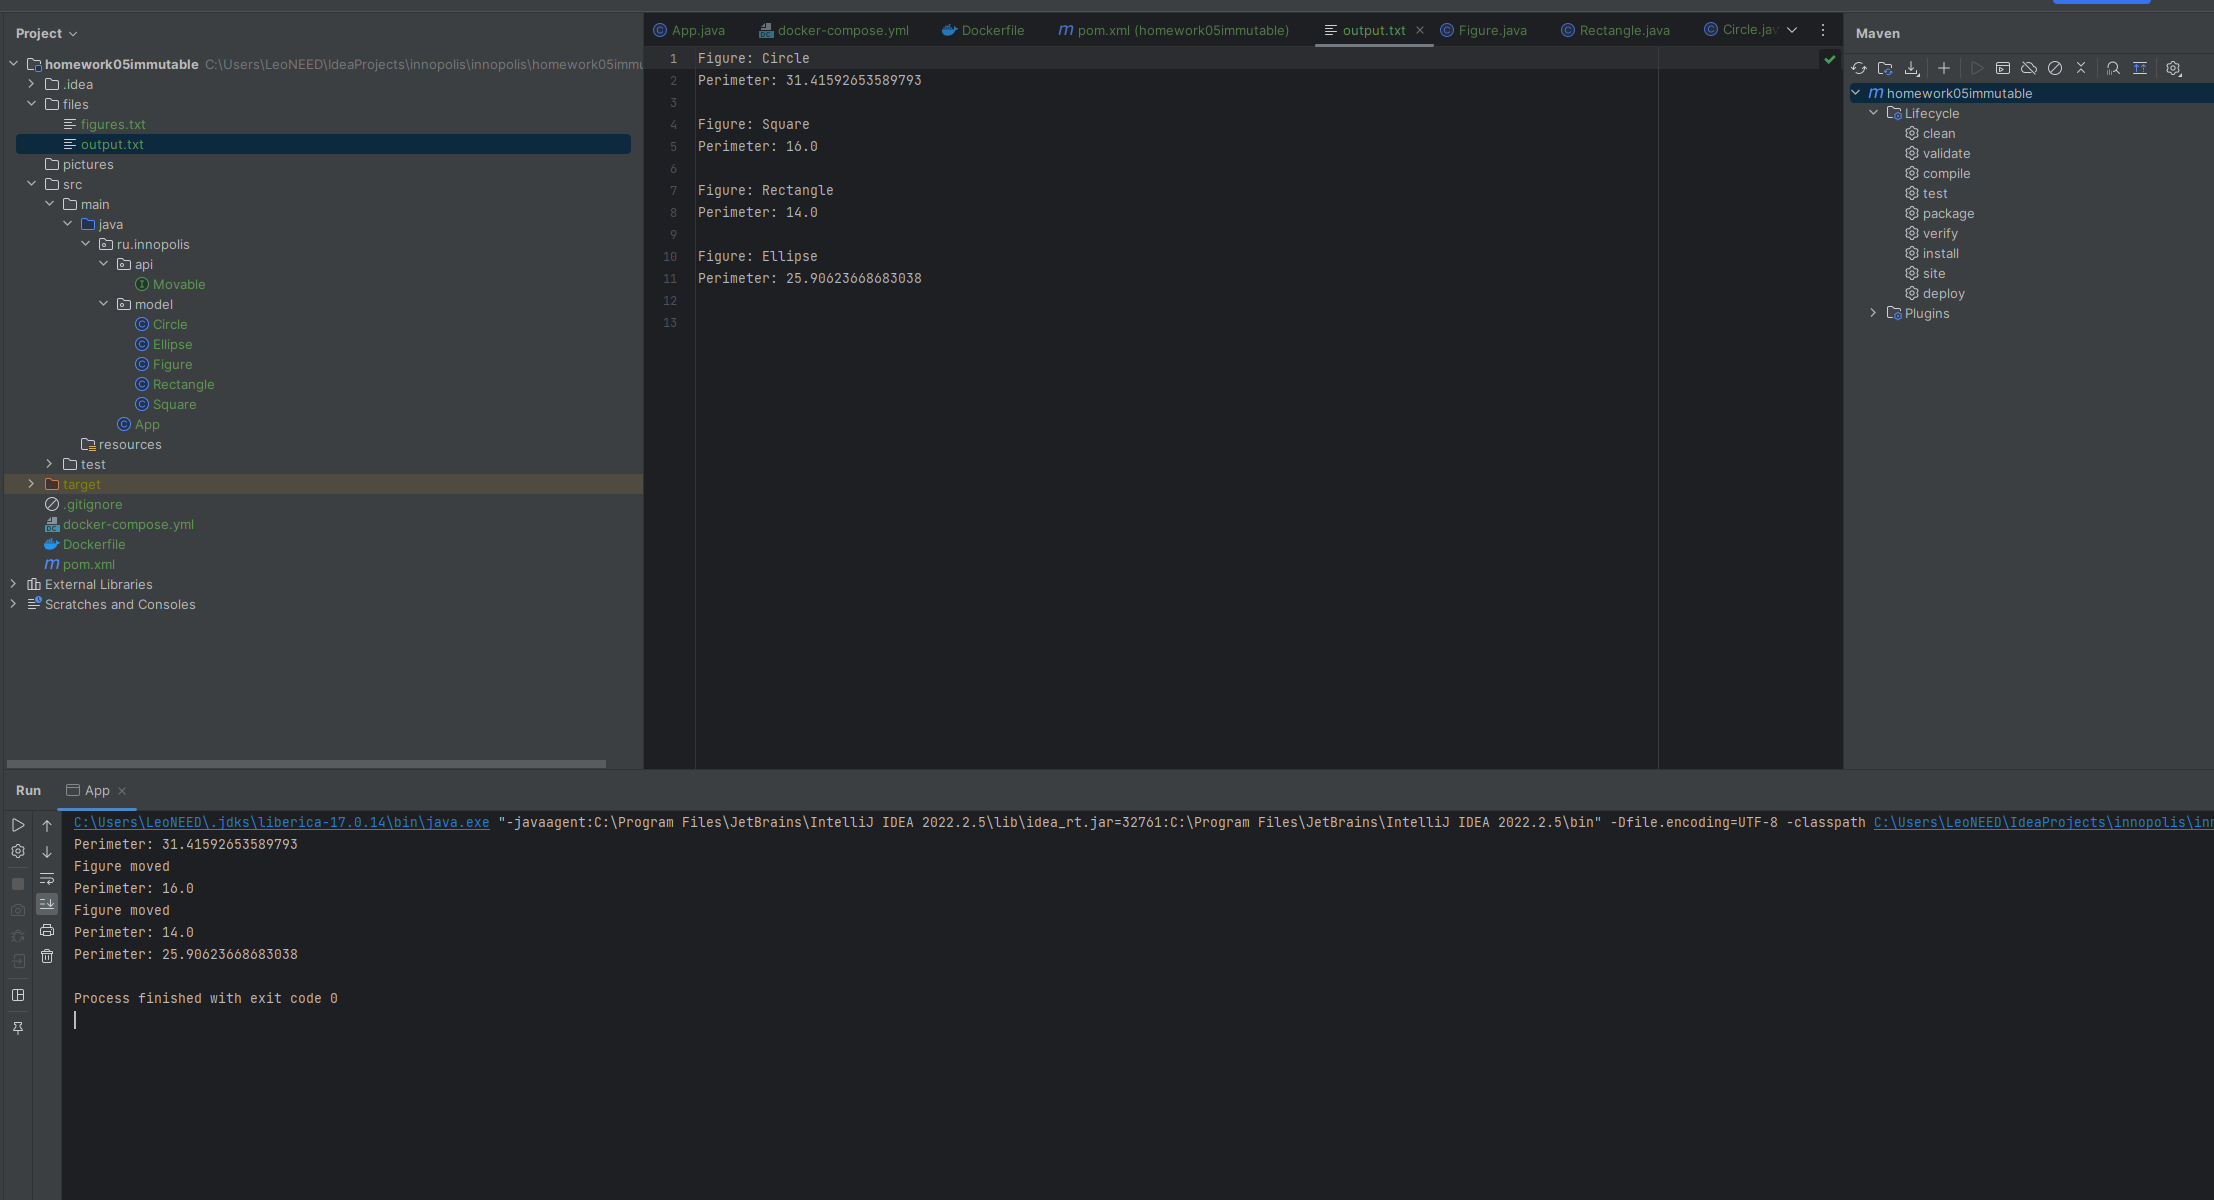 Project
homework05immutable C:\Users\LeoNEED\IdeaProjects\innopolis\innopolis\homework05immu
.idea
files
figures.txt
output.txt
pictures
src
main
java
ru.innopolis
api
Movable
model
Circle
Ellipse
Figure
Rectangle
Square
App
resources
test
target
.gitignore
docker-compose.yml
Dockerfile
pom.xml
External Libraries
Scratches and Consoles
App.java docker-compose.yml Dockerfile pom.xml (homework05immutable) output.txt Figure.java Rectangle.java Circle.jav
1 Figure: Circle
2 Perimeter: 31.41592653589793
3
4 Figure: Square
5 Perimeter: 16.0
6
7 Figure: Rectangle
8 Perimeter: 14.0
9
10 Figure: Ellipse
11 Perimeter: 25.90623668683038
12
13
Maven
homework05immutable
Lifecycle
clean
validate
compile
test
package
verify
install
site
deploy
Plugins
Run App
C:\Users\LeoNEED\.jdks\liberica-17.0.14\bin\java.exe "-javaagent:C:\Program Files\JetBrains\IntelliJ IDEA 2022.2.5\lib\idea_rt.jar=32761:C:\Program Files\JetBrains\IntelliJ IDEA 2022.2.5\bin" -Dfile.encoding=UTF-8 -classpath C:\Users\LeoNEED\IdeaProjects\innopolis\inn
Perimeter: 31.41592653589793
Figure moved
Perimeter: 16.0
Figure moved
Perimeter: 14.0
Perimeter: 25.90623668683038
Process finished with exit code 0